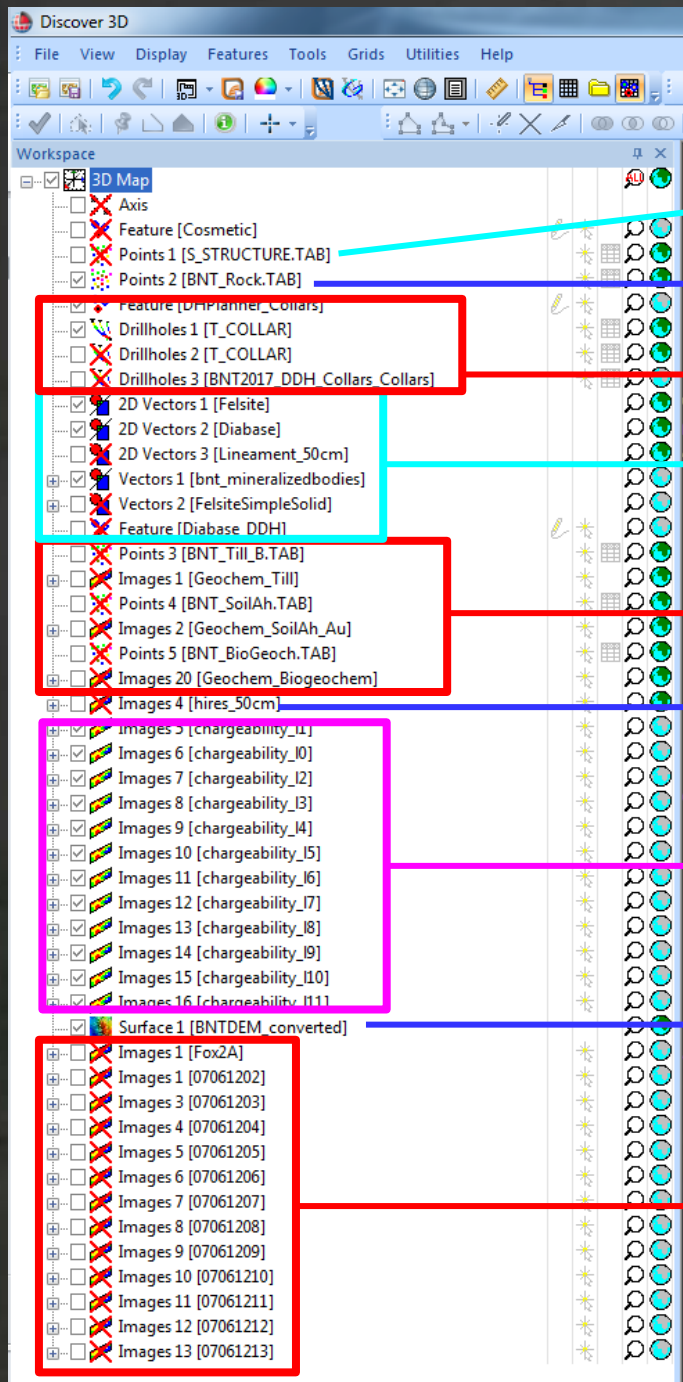 Discover 3D
File View Display Features Tools Grids Utilities Help
Workspace
3D Map
ALL
Axis
Feature [Cosmetic]
Points 1 [S_STRUCTURE.TAB]
Points 2 [BNT_Rock.TAB]
Feature [DHPlanner_Collars]
Drillholes 1 [T_COLLAR]
Drillholes 2 [T_COLLAR]
Drillholes 3 [BNT2017_DDH_Collars_Collars]
2D Vectors 1 [Felsite]
2D Vectors 2 [Diabase]
2D Vectors 3 [Lineament_50cm]
Vectors 1 [bnt_mineralizedbodies]
Vectors 2 [FelsiteSimpleSolid]
Feature [Diabase_DDH]
Points 3 [BNT_Till_B.TAB]
Images 1 [Geochem_Till]
Points 4 [BNT_SoilAh.TAB]
Images 2 [Geochem_SoilAh_Au]
Points 5 [BNT_BioGeoch.TAB]
Images 20 [Geochem_Biogeochem]
Images 4 [hires_50cm]
Images 5 [chargeability_l1]
Images 6 [chargeability_l0]
Images 7 [chargeability_l2]
Images 8 [chargeability_l3]
Images 9 [chargeability_l4]
Images 10 [chargeability_l5]
Images 11 [chargeability_l6]
Images 12 [chargeability_l7]
Images 13 [chargeability_l8]
Images 14 [chargeability_l9]
Images 15 [chargeability_l10]
Images 16 [chargeability_l11]
Surface 1 [BNTDEM_converted]
Images 1 [Fox2A]
Images 1 [07061202]
Images 3 [07061203]
Images 4 [07061204]
Images 5 [07061205]
Images 6 [07061206]
Images 7 [07061207]
Images 8 [07061208]
Images 9 [07061209]
Images 10 [07061210]
Images 11 [07061211]
Images 12 [07061212]
Images 13 [07061213]